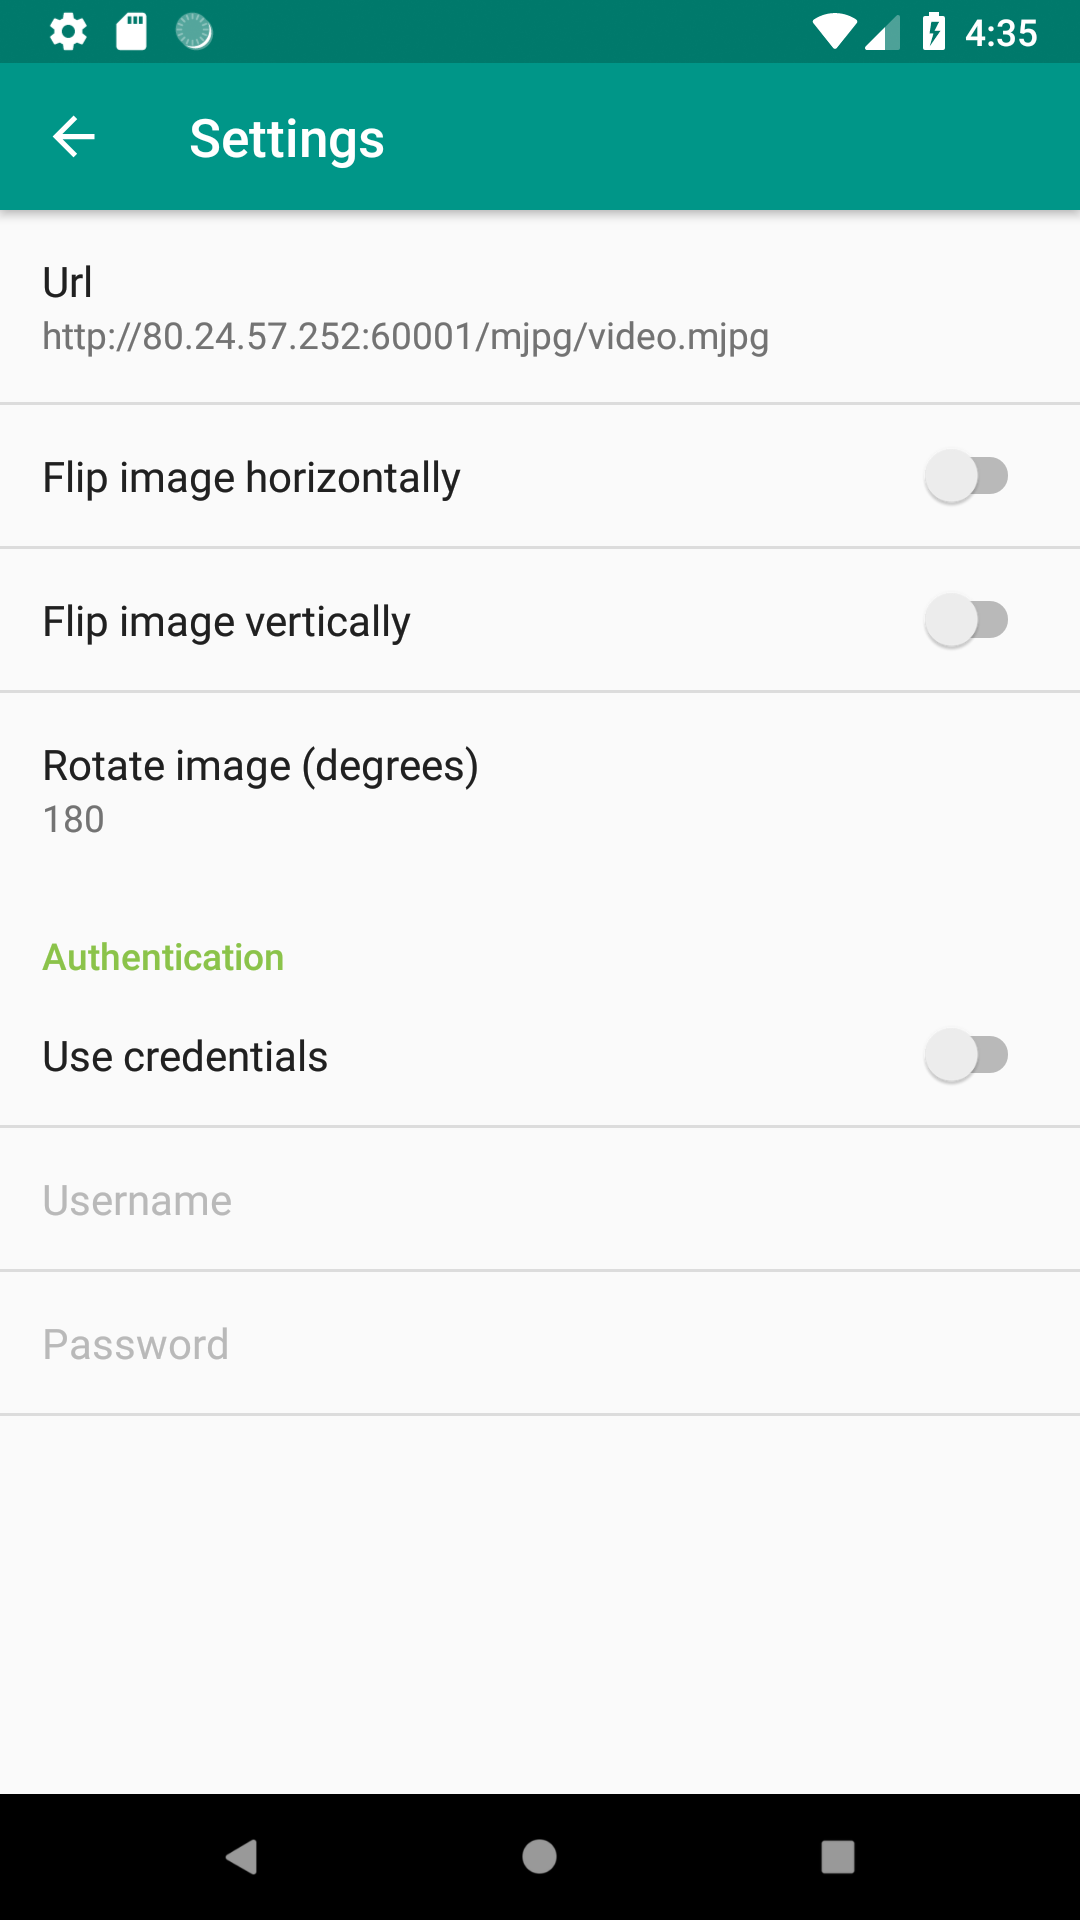 4:35
Settings
Url
http://80.24.57.252:60001/mjpg/video.mjpg
Flip image horizontally
Flip image vertically
Rotate image (degrees)
180
Authentication
Use credentials
Username
Password